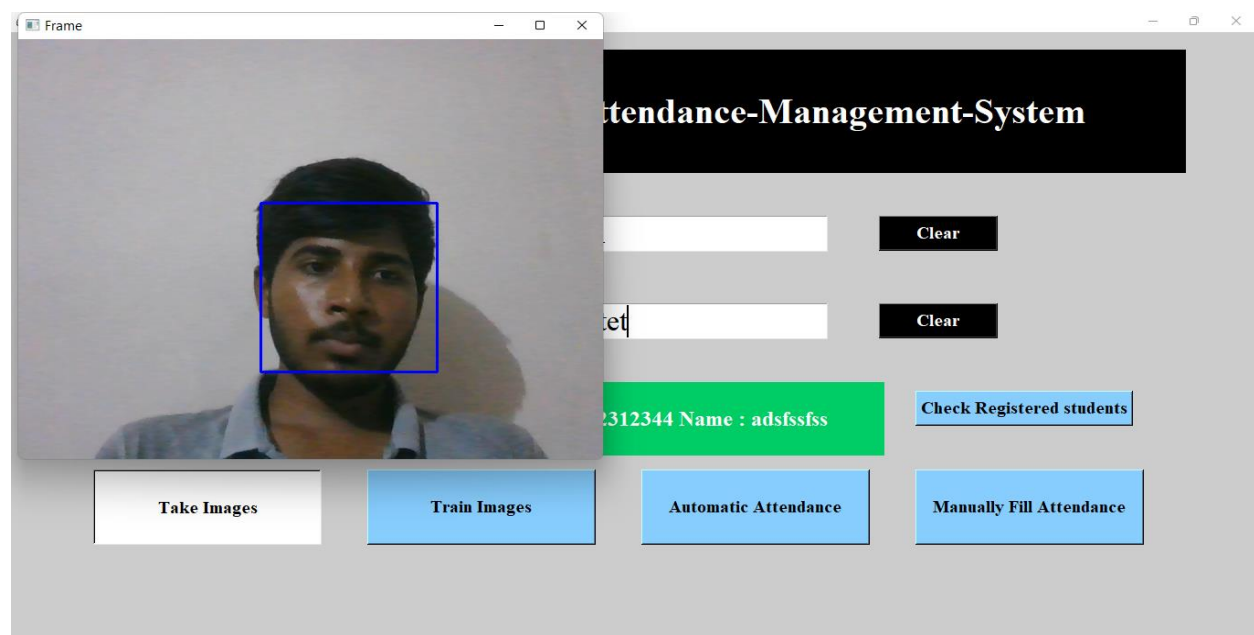 Frame
ttendance-Management-System
Clear
tet
Clear
2312344 Name : adsfssfss
Check Registered students
Take Images
Train Images
Automatic Attendance
Manually Fill Attendance